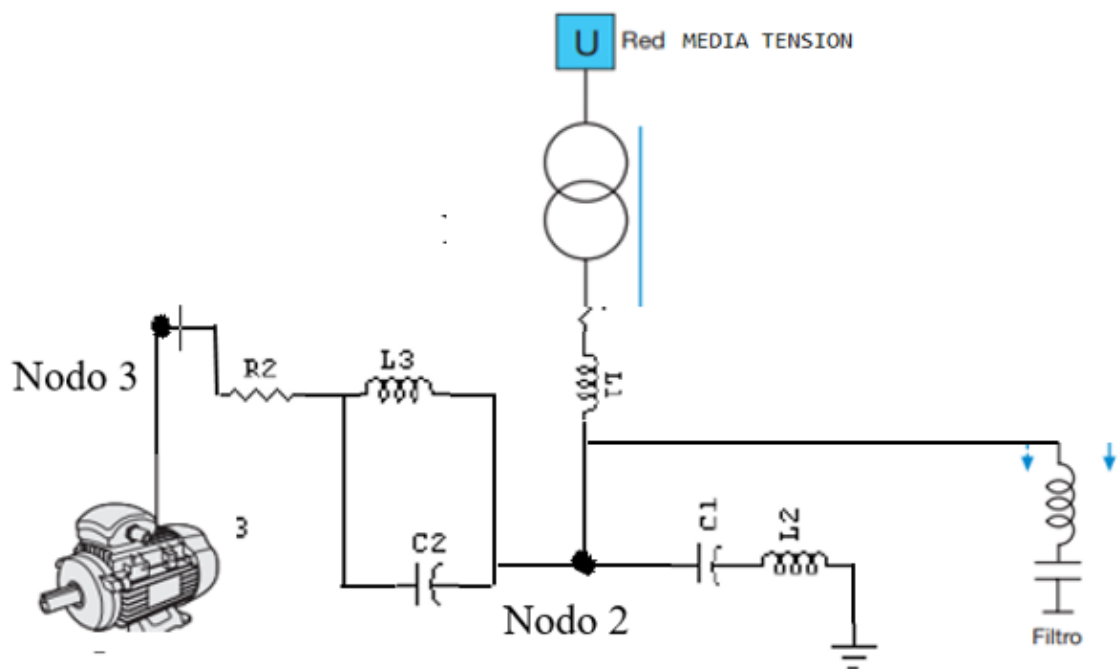 U
Red MEDIA TENSION
L1
Nodo 3
R2
L3
3
C2
C1
L2
Nodo 2
Filtro